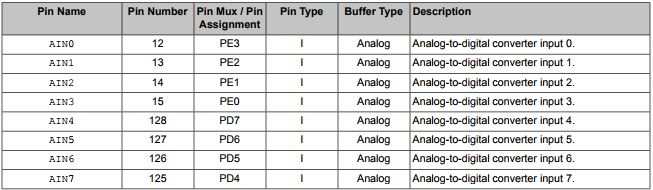 Pin Name Pin Number Pin Mux / Pin Assignment Pin Type Buffer Type Description
AIN0 12 PE3 I Analog Analog-to-digital converter input 0.
AIN1 13 PE2 I Analog Analog-to-digital converter input 1.
AIN2 14 PE1 I Analog Analog-to-digital converter input 2.
AIN3 15 PE0 I Analog Analog-to-digital converter input 3.
AIN4 128 PD7 I Analog Analog-to-digital converter input 4.
AIN5 127 PD6 I Analog Analog-to-digital converter input 5.
AIN6 126 PD5 I Analog Analog-to-digital converter input 6.
AIN7 125 PD4 I Analog Analog-to-digital converter input 7.